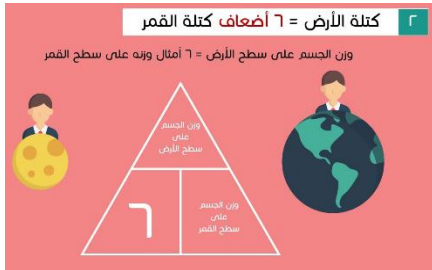 ٢ كتلة الأرض = ٦ أضعاف كتلة القمر
وزن الجسم على سطح الأرض = ٦ أمثال وزنه على سطح القمر
وزن الجسم
على
سطح الأرض
٦
وزن الجسم
على
سطح القمر